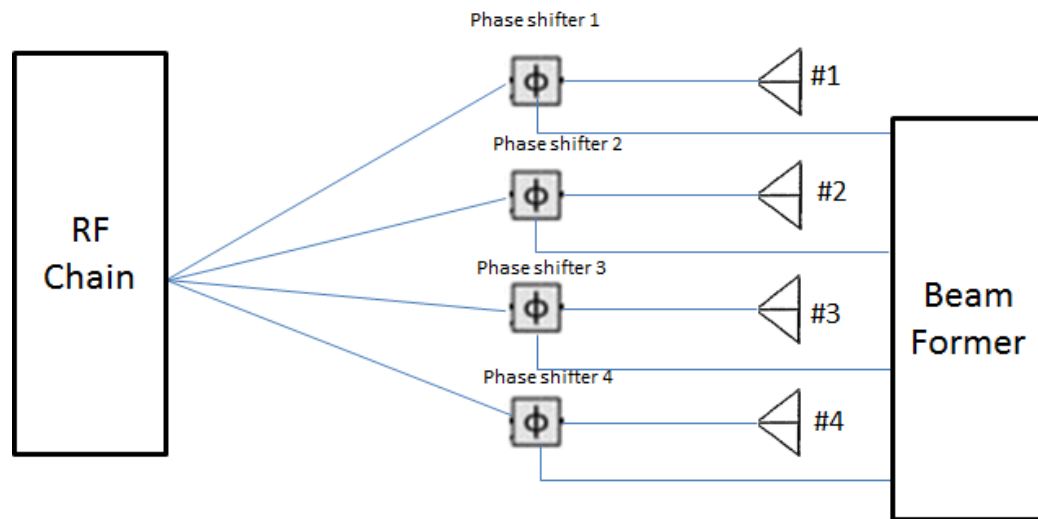 Phase shifter 1
Φ
#1
Phase shifter 2
Φ
#2
RF
Chain
Phase shifter 3
Φ
#3
Beam
Former
Phase shifter 4
Φ
#4